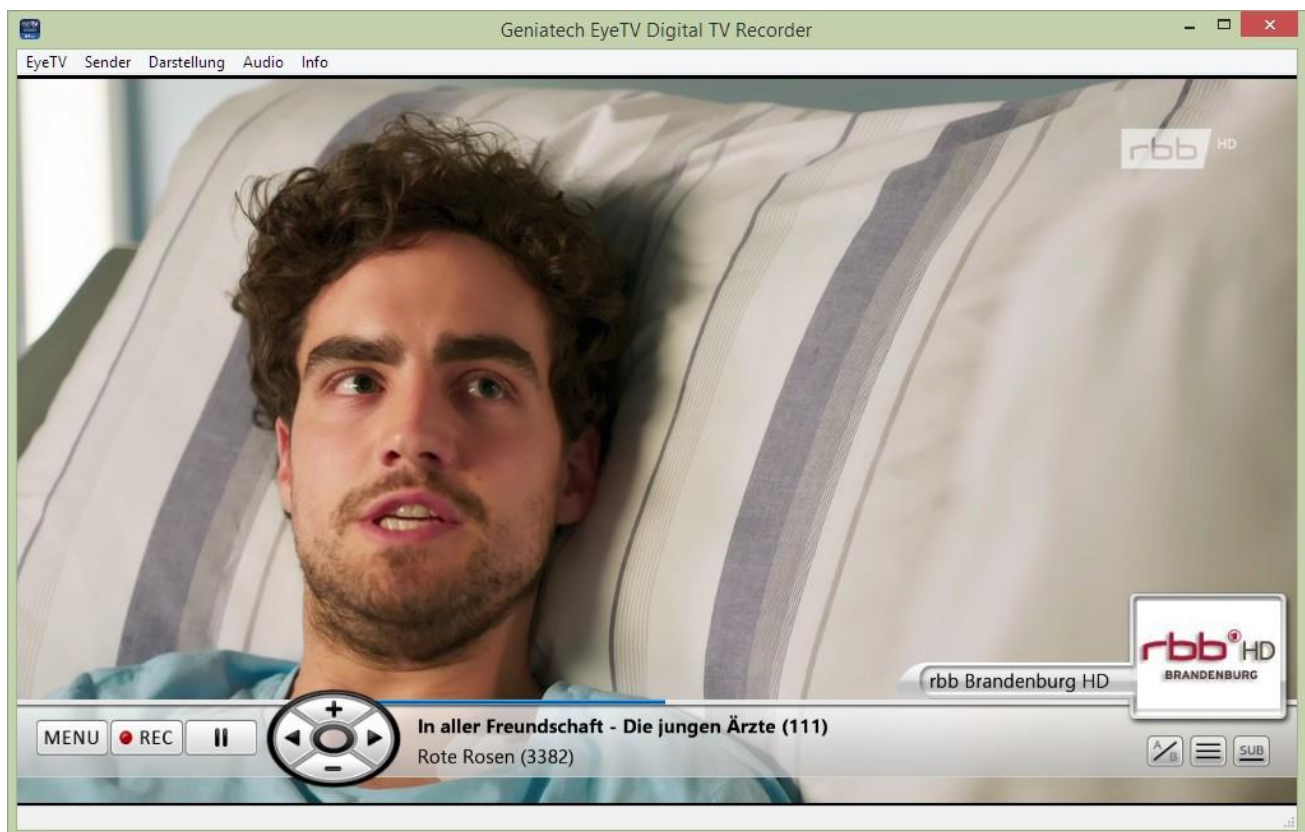 Geniatech EyeTV Digital TV Recorder
EyeTV Sender Darstellung Audio Info
rbb HD
rbb HD
BRANDENBURG
rbb Brandenburg HD
MENU REC
In aller Freundschaft - Die jungen Ärzte (111)
Rote Rosen (3382)
A/B SUB